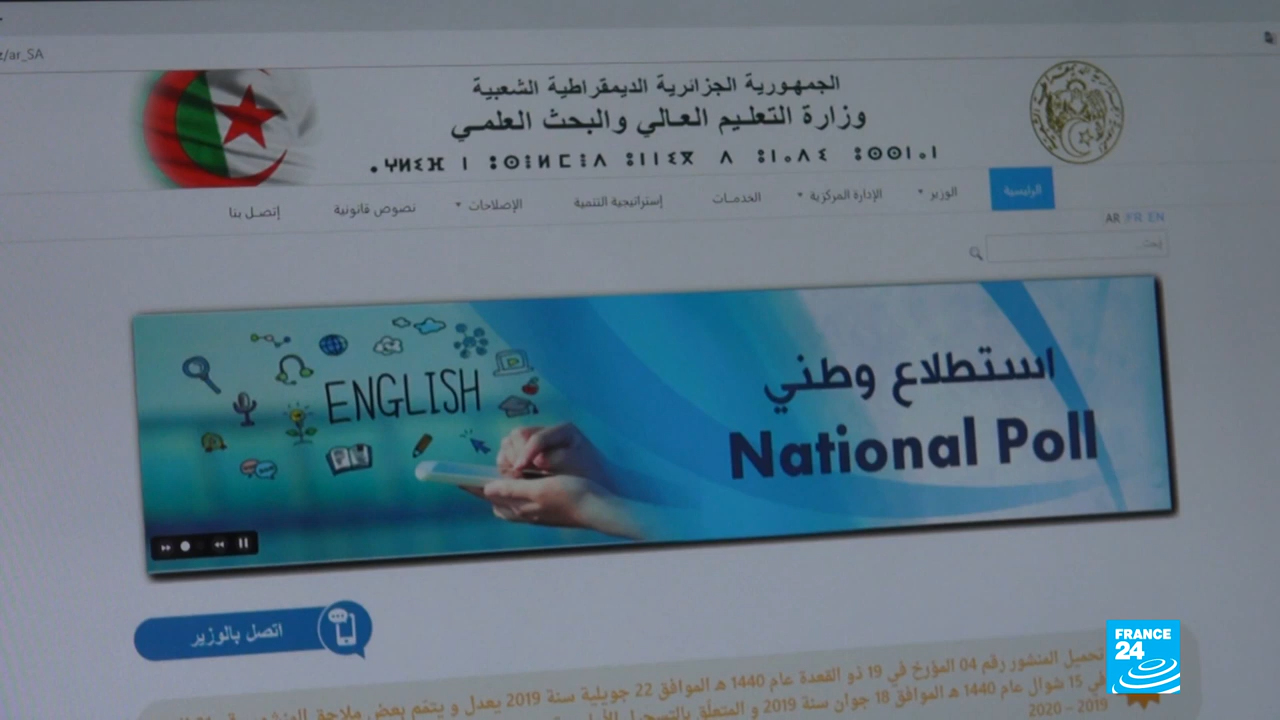 z/ar_SA
الجمهورية الجزائرية الديمقراطية الشعبية
وزارة التعليم العالي والبحث العلمي
الرئيسية
الوزير
الإدارة المركزية
الخدمات
إستراتيجية التنمية
الإصلاحات
نصوص قانونية
إتصل بنا
AR FR EN
بحث...
ENGLISH
استطلاع وطني
National Poll
اتصل بالوزير
تحميل المنشور رقم 04 المؤرخ في 19 ذو القعدة عام 1440 ه الموافق 22 جويلية سنة 2019 يعدل و يتمم بعض ملاحق المنشور
في 15 شوال عام 1440 ه الموافق 18 جوان سنة 2019 و المتعلق بالتسجيل
2019 – 2020
FRANCE
24